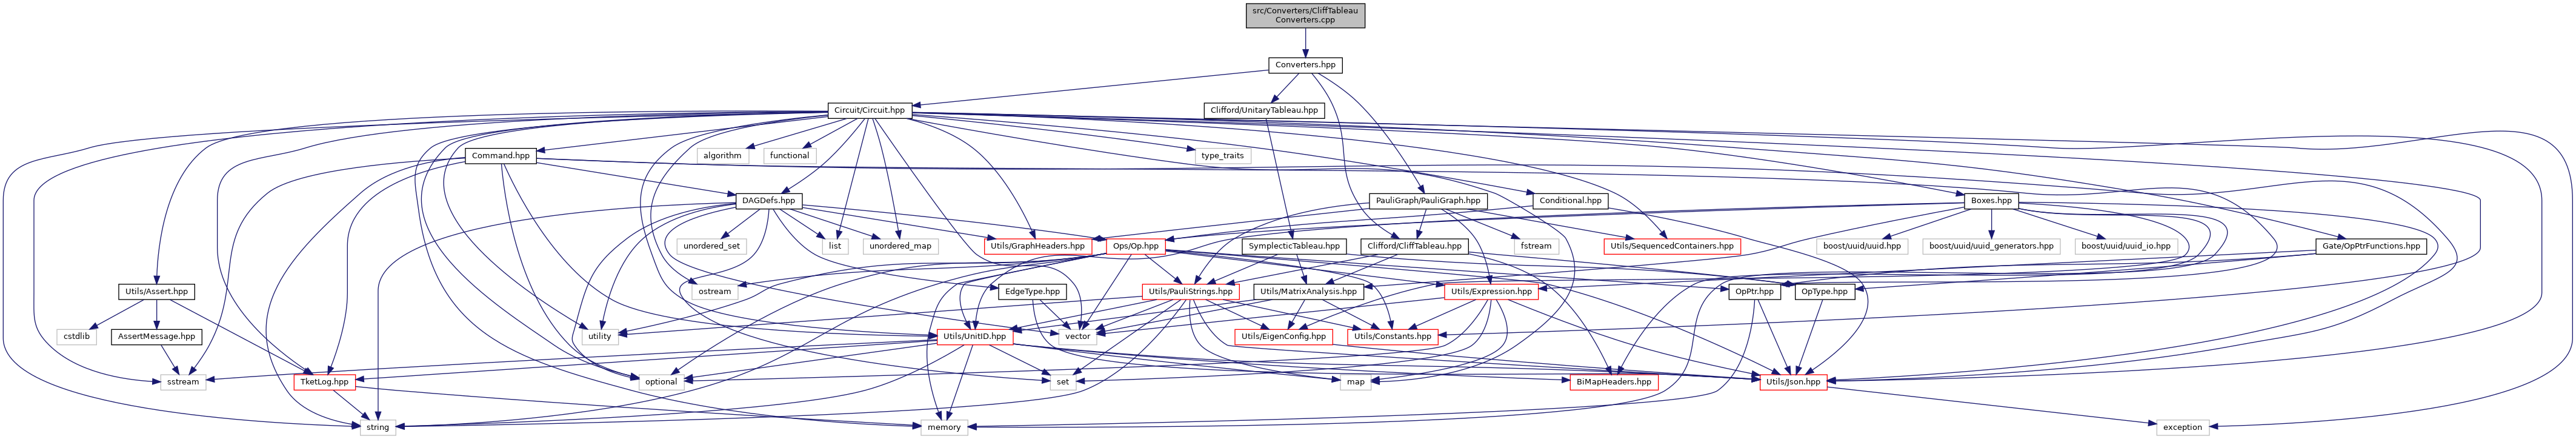 src/Converters/CliffTableau
Converters.cpp
Converters.hpp
Circuit/Circuit.hpp
Clifford/UnitaryTableau.hpp
Command.hpp
algorithm
functional
type_traits
DAGDefs.hpp
PauliGraph/PauliGraph.hpp
Conditional.hpp
Boxes.hpp
unordered_set
list
unordered_map
Utils/GraphHeaders.hpp
Ops/Op.hpp
SymplecticTableau.hpp
Clifford/CliffTableau.hpp
fstream
Utils/SequencedContainers.hpp
boost/uuid/uuid.hpp
boost/uuid/uuid_generators.hpp
boost/uuid/uuid_io.hpp
Gate/OpPtrFunctions.hpp
Utils/Assert.hpp
ostream
EdgeType.hpp
Utils/PauliStrings.hpp
Utils/MatrixAnalysis.hpp
Utils/Expression.hpp
OpPtr.hpp
OpType.hpp
cstdlib
AssertMessage.hpp
utility
Utils/UnitID.hpp
vector
Utils/EigenConfig.hpp
Utils/Constants.hpp
sstream
TketLog.hpp
optional
set
map
BiMapHeaders.hpp
Utils/Json.hpp
string
memory
exception